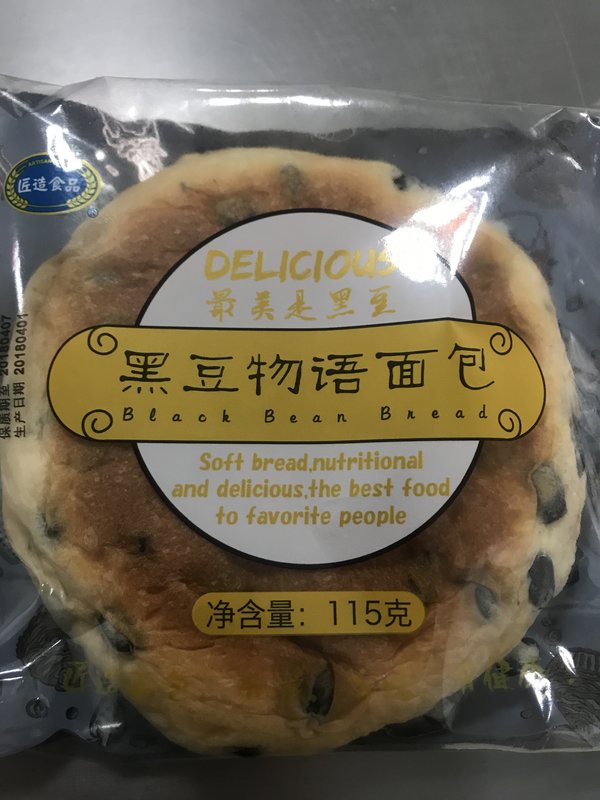 匠造食品
DELICIOUS
最美是黑豆
黑豆物语面包
Black Bean Bread
Soft bread,nutritional
and delicious,the best food
to favorite people
净含量：115克
保质期至 20180407
生产日期 20180401